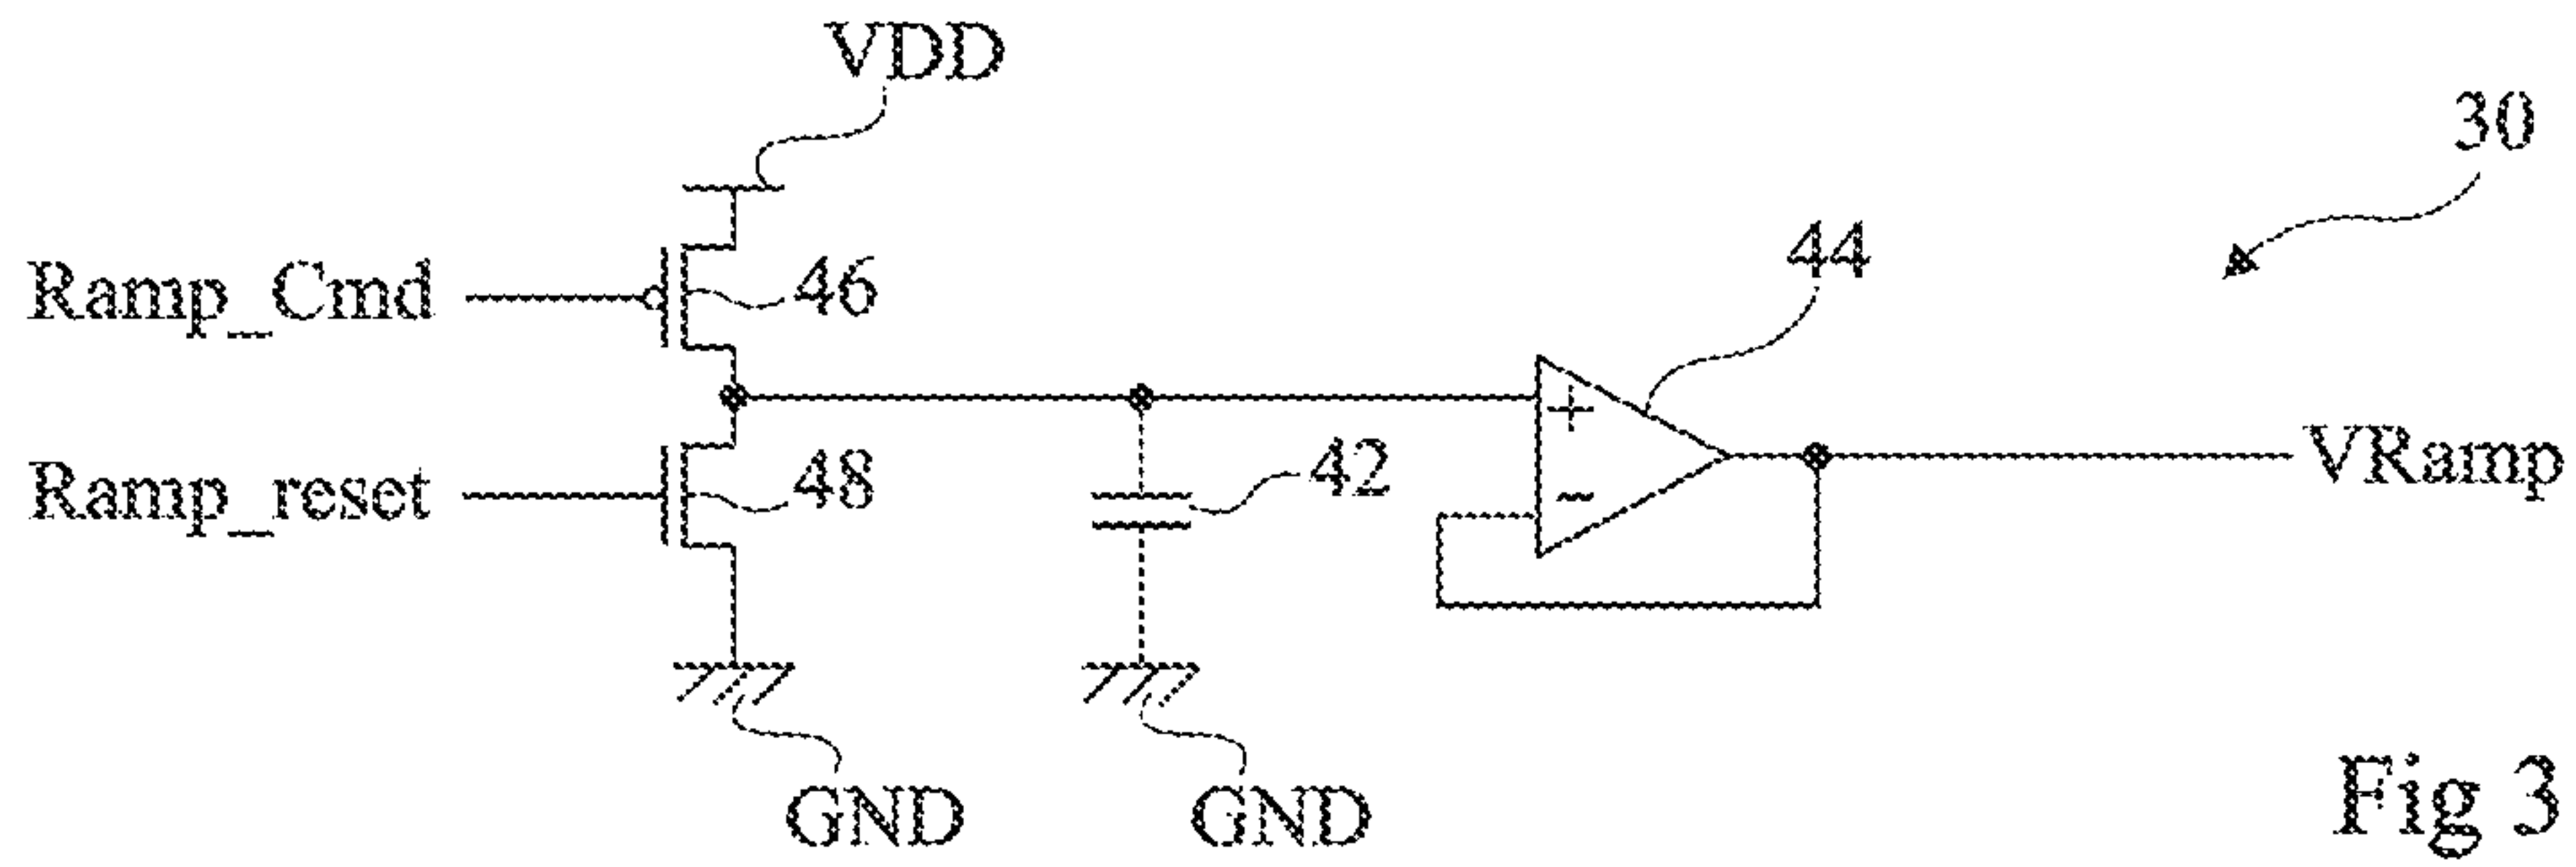 VDD
30
44
Ramp_Cmd
46
+
Ramp_reset
48
42
-
VRamp
GND
GND
Fig 3